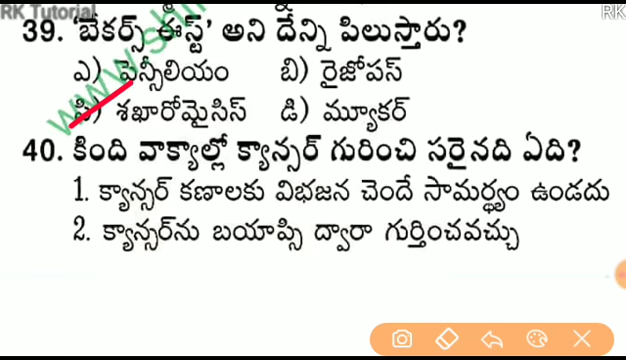 RK Tutorial
RK
39. 'బేకర్స్ ఈస్ట్' అని దేన్ని పిలుస్తారు?
ఎ) పెన్సీలియం బి) రైజోపస్
సి) శఖారోమైసిస్ డి) మ్యూకర్
40. కింది వాక్యాల్లో క్యాన్సర్ గురించి సరైనది ఏది?
1. క్యాన్సర్ కణాలకు విభజన చెందే సామర్థ్యం ఉండదు
2. క్యాన్సర్‌ను బయాప్సి ద్వారా గుర్తించవచ్చు